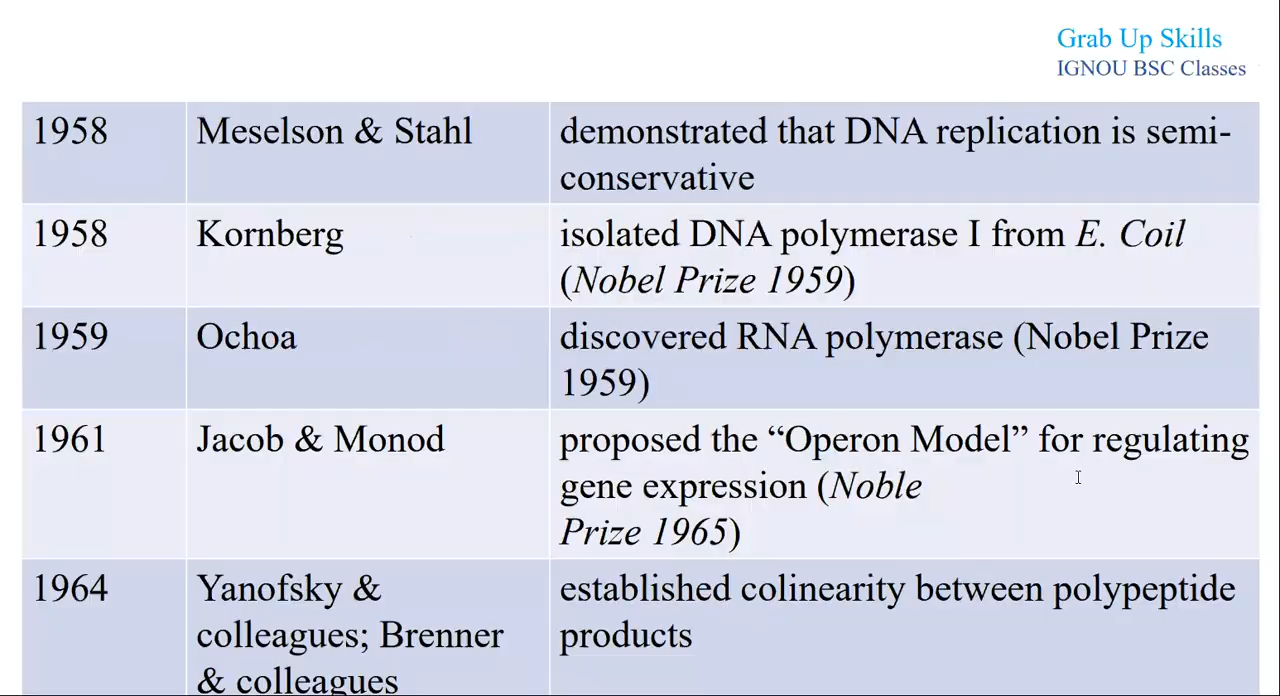 Grab Up Skills
IGNOU BSC Classes
1958 Meselson & Stahl demonstrated that DNA replication is semi-
conservative
1958 Kornberg isolated DNA polymerase I from E. Coil
(Nobel Prize 1959)
1959 Ochoa discovered RNA polymerase (Nobel Prize
1959)
1961 Jacob & Monod proposed the “Operon Model” for regulating
gene expression (Noble
Prize 1965)
1964 Yanofsky & established colinearity between polypeptide
colleagues; Brenner products
& colleagues